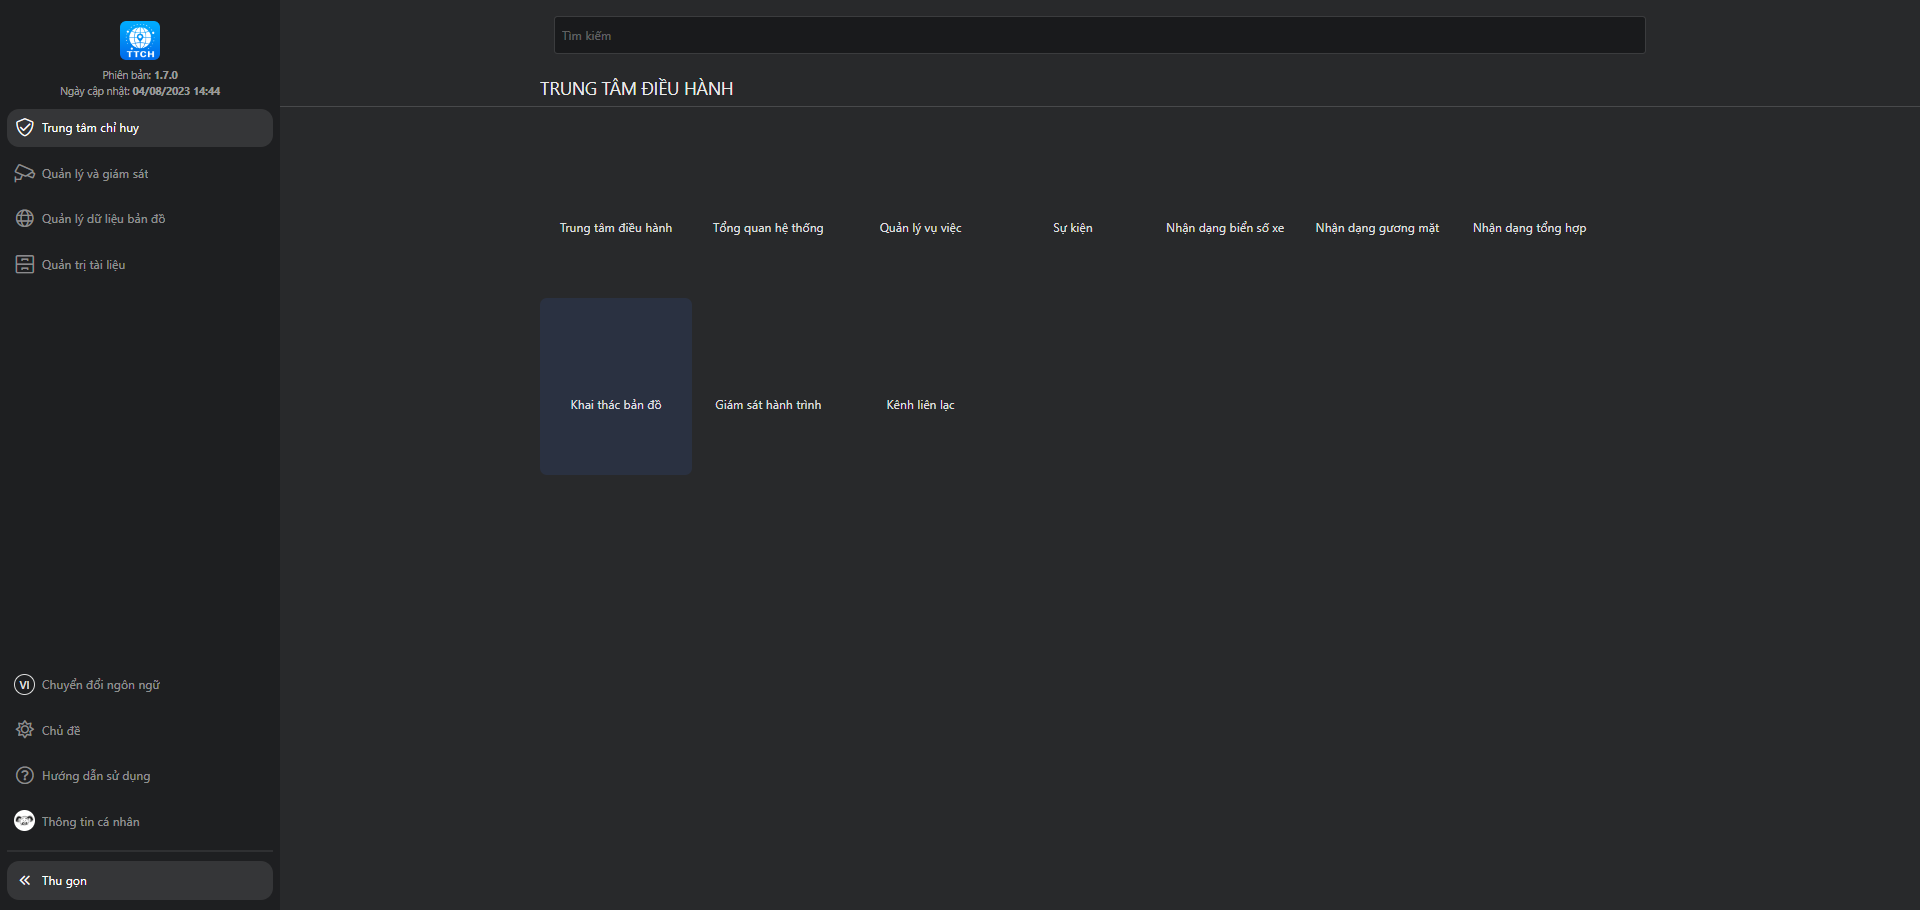 TTCH
Phiên bản: 1.7.0
Ngày cập nhật: 04/08/2023 14:44
Trung tâm chỉ huy
Quản lý và giám sát
Quản lý dữ liệu bản đồ
Quản trị tài liệu
VI Chuyển đổi ngôn ngữ
Chủ đề
? Hướng dẫn sử dụng
Thông tin cá nhân
Thu gọn
Tìm kiếm
TRUNG TÂM ĐIỀU HÀNH
Trung tâm điều hành Tổng quan hệ thống Quản lý vụ việc Sự kiện Nhận dạng biển số xe Nhận dạng gương mặt Nhận dạng tổng hợp
Khai thác bản đồ Giám sát hành trình Kênh liên lạc